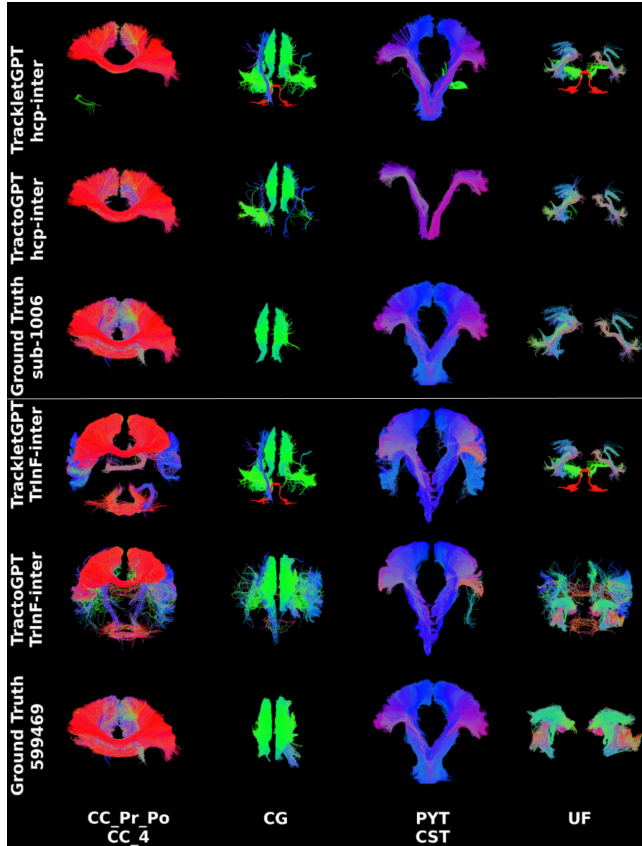 TrackletGPT
hcp-inter
TractoGPT
hcp-inter
Ground Truth
sub-1006
TrackletGPT
TrInF-inter
TractoGPT
TrInF-inter
Ground Truth
599469
CC_Pr_Po
CC_4
CG
PYT
CST
UF